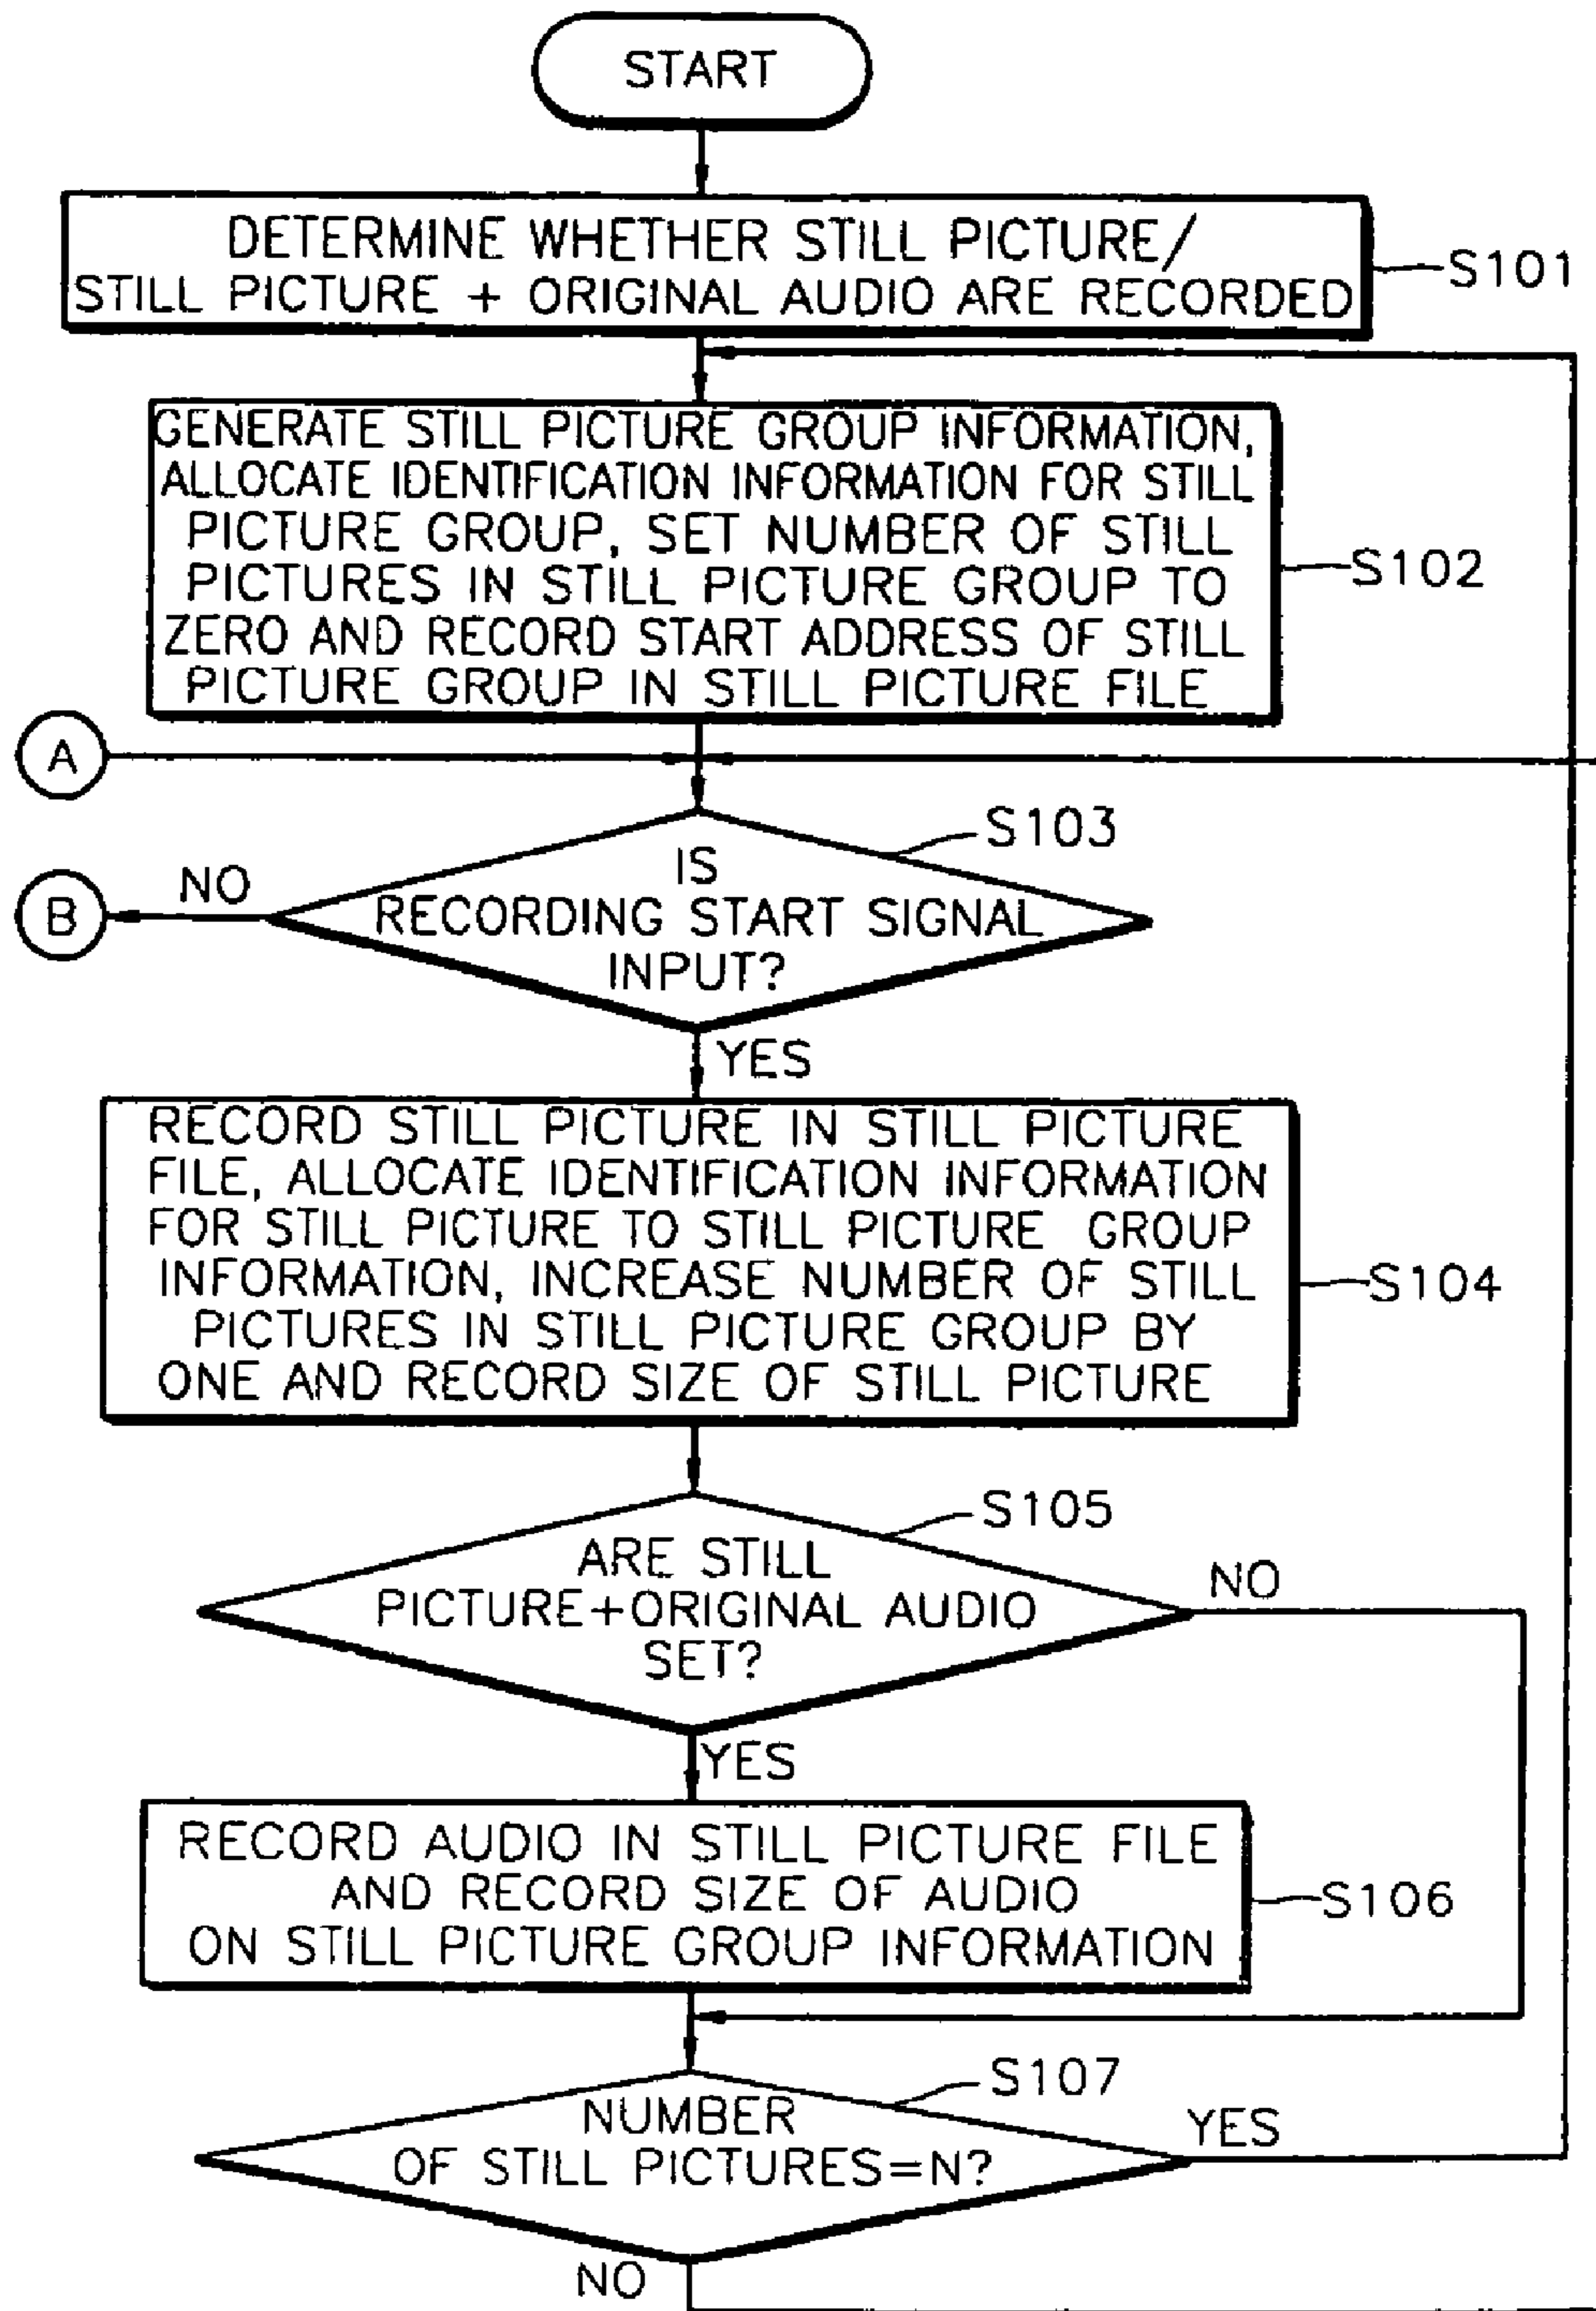 START
DETERMINE WHETHER STILL PICTURE/
STILL PICTURE + ORIGINAL AUDIO ARE RECORDED
S101
GENERATE STILL PICTURE GROUP INFORMATION,
ALLOCATE IDENTIFICATION INFORMATION FOR STILL
PICTURE GROUP, SET NUMBER OF STILL
PICTURES IN STILL PICTURE GROUP TO
ZERO AND RECORD START ADDRESS OF STILL
PICTURE GROUP IN STILL PICTURE FILE
S102
A
S103
IS
RECORDING START SIGNAL
INPUT?
NO
B
YES
RECORD STILL PICTURE IN STILL PICTURE
FILE, ALLOCATE IDENTIFICATION INFORMATION
FOR STILL PICTURE TO STILL PICTURE GROUP
INFORMATION, INCREASE NUMBER OF STILL
PICTURES IN STILL PICTURE GROUP BY
ONE AND RECORD SIZE OF STILL PICTURE
S104
S105
ARE STILL
PICTURE+ORIGINAL AUDIO
SET?
NO
YES
RECORD AUDIO IN STILL PICTURE FILE
AND RECORD SIZE OF AUDIO
ON STILL PICTURE GROUP INFORMATION
S106
S107
NUMBER
OF STILL PICTURES=N?
YES
NO